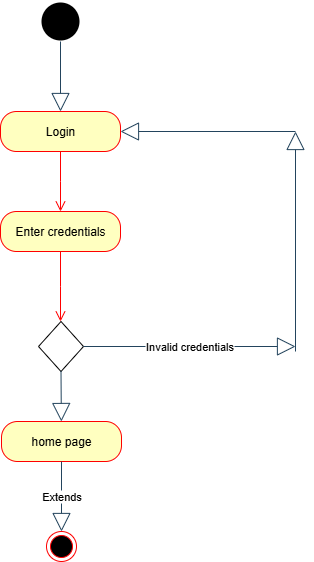 Login
Enter credentials
Invalid credentials
home page
Extends